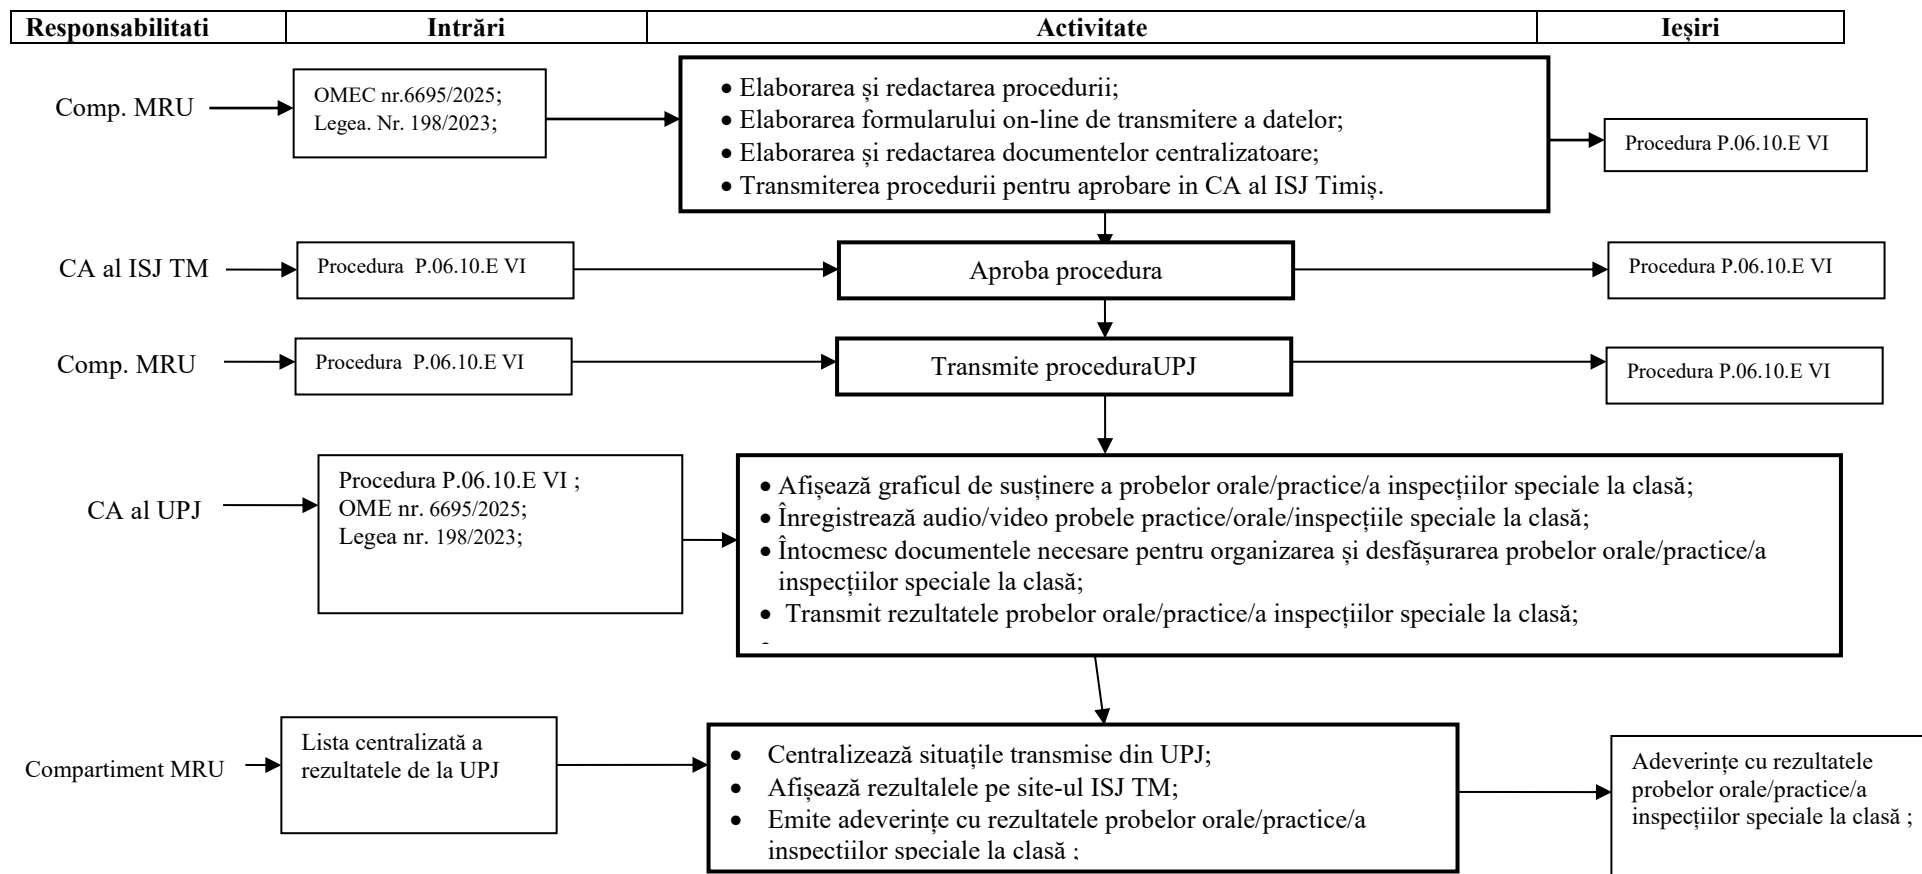 Responsabilitati Intrări Activitate Ieșiri
Comp. MRU
OMEC nr.6695/2025;
Legea. Nr. 198/2023;
• Elaborarea și redactarea procedurii;
• Elaborarea formularului on-line de transmitere a datelor;
• Elaborarea și redactarea documentelor centralizatoare;
• Transmiterea procedurii pentru aprobare in CA al ISJ Timiș.
Procedura P.06.10.E VI
CA al ISJ TM
Procedura P.06.10.E VI
Aproba procedura
Procedura P.06.10.E VI
Comp. MRU
Procedura P.06.10.E VI
Transmite proceduraUPJ
Procedura P.06.10.E VI
CA al UPJ
Procedura P.06.10.E VI ;
OME nr. 6695/2025;
Legea nr. 198/2023;
• Afișează graficul de susținere a probelor orale/practice/a inspecțiilor speciale la clasă;
• Înregistrează audio/video probele practice/orale/inspecțiile speciale la clasă;
• Întocmesc documentele necesare pentru organizarea și desfășurarea probelor orale/practice/a
inspecțiilor speciale la clasă;
• Transmit rezultatele probelor orale/practice/a inspecțiilor speciale la clasă;
•
Compartiment MRU
Lista centralizată a
rezultatele de la UPJ
• Centralizează situațile transmise din UPJ;
• Afișează rezultalele pe site-ul ISJ TM;
• Emite adeverințe cu rezultatele probelor orale/practice/a
inspecțiilor speciale la clasă ;
Adeverințe cu rezultatele
probelor orale/practice/a
inspecțiilor speciale la clasă ;